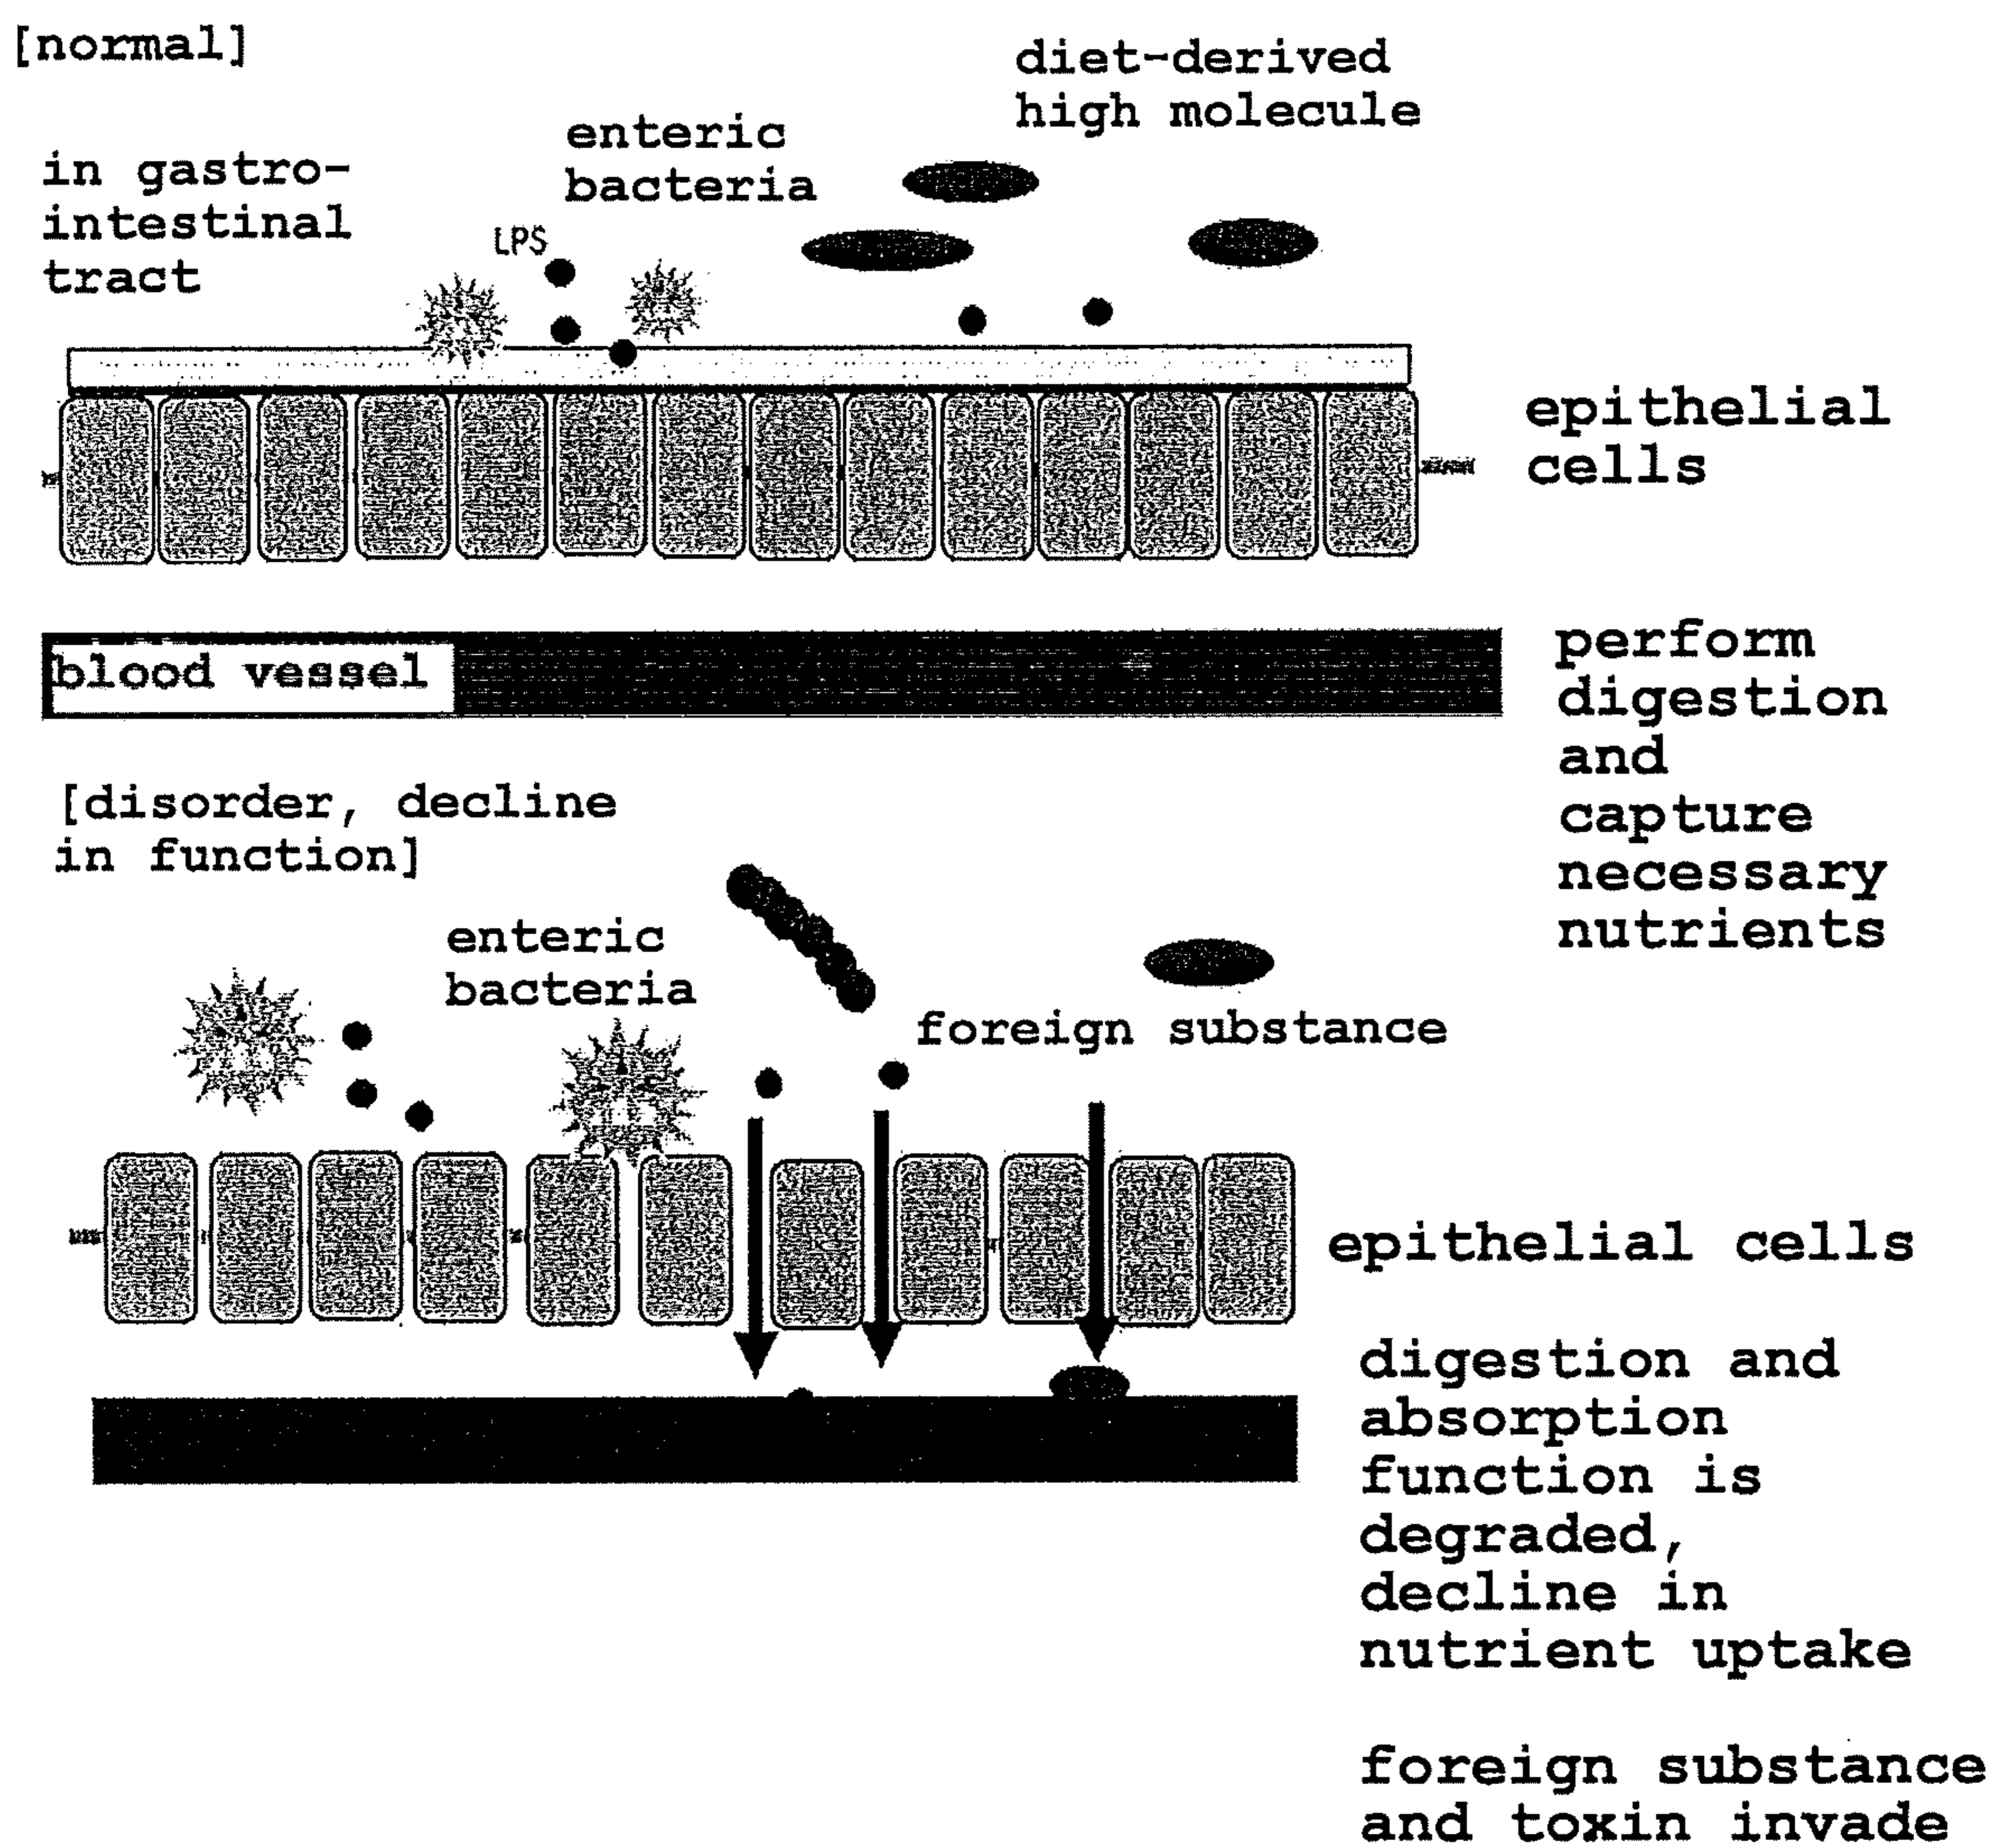 [normal]
diet-derived
high molecule
enteric
bacteria
in gastro-
intestinal
tract
LPS
epithelial
cells
blood vessel
perform
digestion
and
capture
necessary
nutrients
[disorder, decline
in function]
enteric
bacteria
foreign substance
epithelial cells
digestion and
absorption
function is
degraded,
decline in
nutrient uptake
foreign substance
and toxin invade